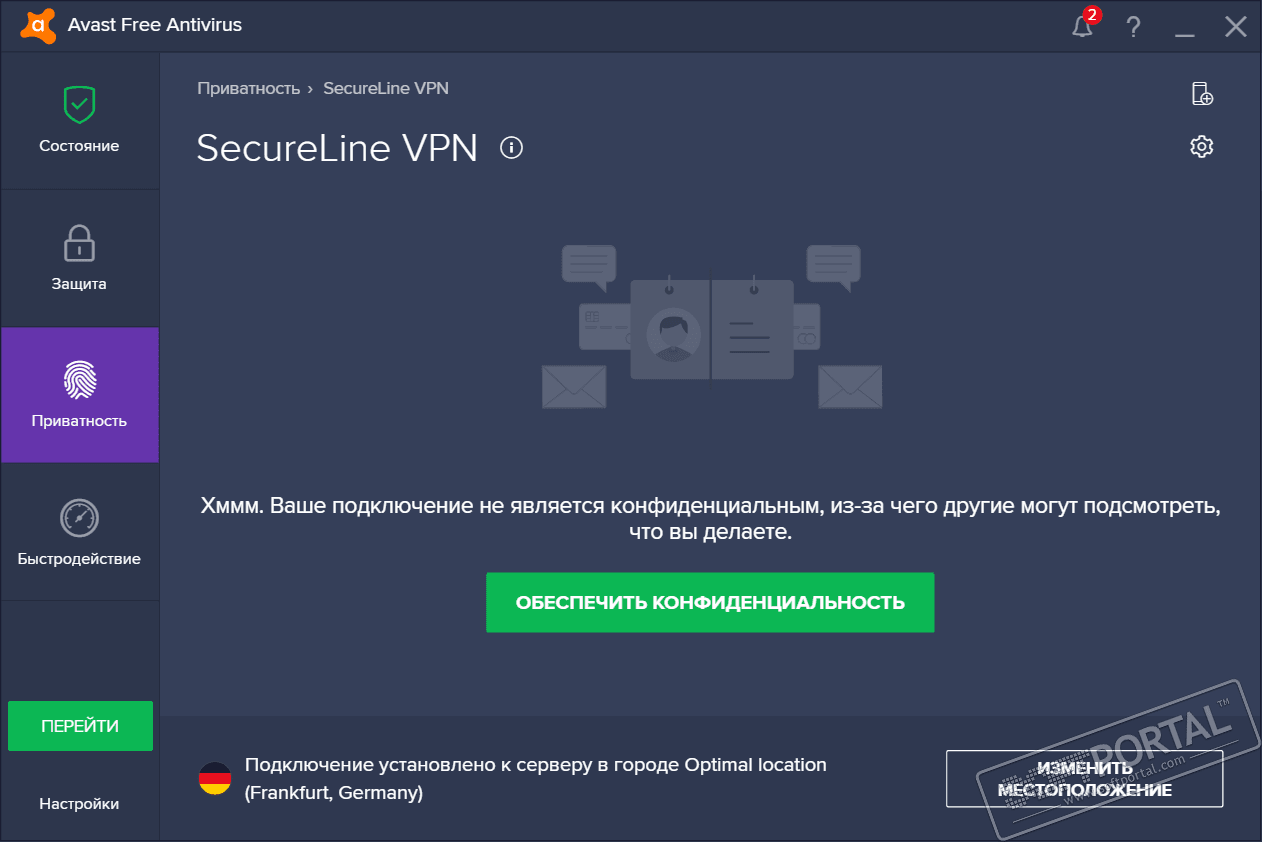 Avast Free Antivirus
2
Состояние
Защита
Приватность
Быстродействие
ПЕРЕЙТИ
Настройки
Приватность › SecureLine VPN
SecureLine VPN
Хммм. Ваше подключение не является конфиденциальным, из-за чего другие могут подсмотреть,
что вы делаете.
ОБЕСПЕЧИТЬ КОНФИДЕНЦИАЛЬНОСТЬ
Подключение установлено к серверу в городе Optimal location
(Frankfurt, Germany)
ИЗМЕНИТЬ
МЕСТОПОЛОЖЕНИЕ
SOFTPORTAL™
www.softportal.com